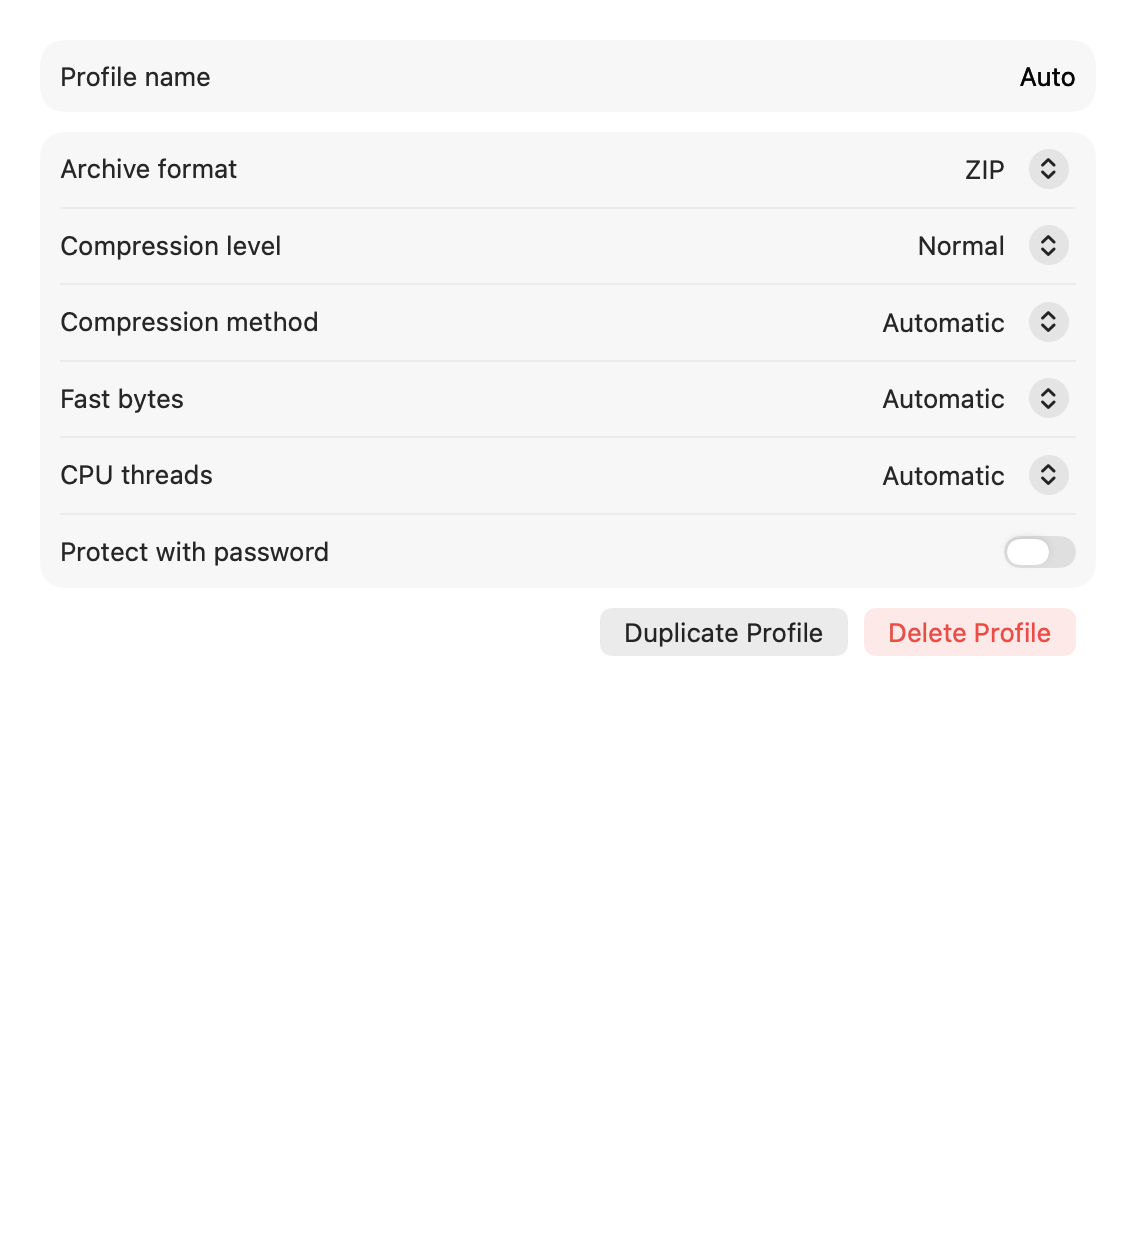 Profile name Auto
Archive format ZIP
Compression level Normal
Compression method Automatic
Fast bytes Automatic
CPU threads Automatic
Protect with password
Duplicate Profile Delete Profile